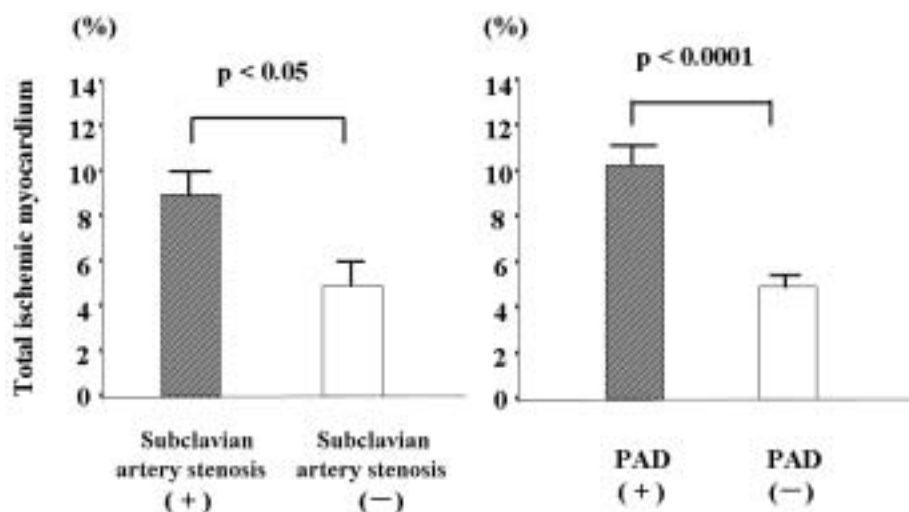 (%)
p < 0.05
14
12
10
8
6
4
2
0
Total ischemic myocardium
Subclavian
artery stenosis
(+)
Subclavian
artery stenosis
(−)
(%)
p < 0.0001
14
12
10
8
6
4
2
0
PAD
(+)
PAD
(−)